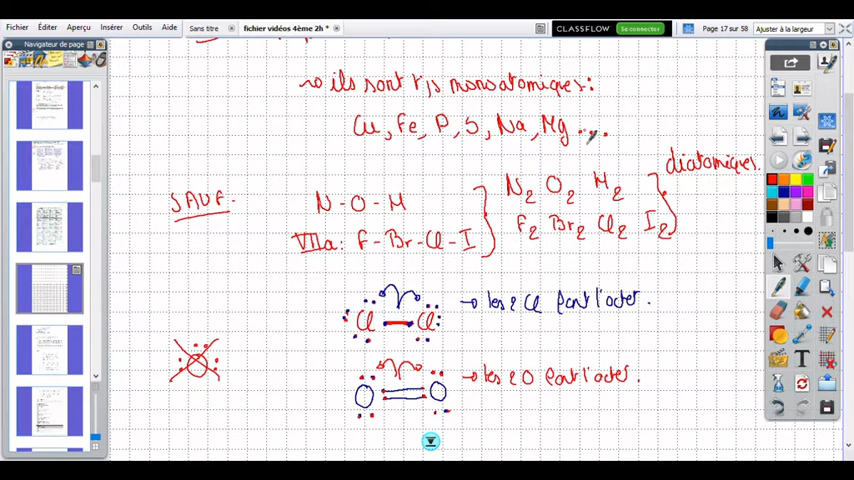 Fichier Édition Affichage Insérer Outils Aide
Sans titre
fichier vidéos 4ème 2h *
CLASSFLOW
Se connecter
Page 17 sur 58
Ajuster à la largeur
Navigateur de page
↝ ils sont tjs monoatomiques :
Cu, Fe, P, S, Na, Mg ...
SAUF.
N - O - H
VIIa: F - Br - Cl - I
N2 O2 H2
F2 Br2 Cl2 I2
diatomiques.
Cl Cl
→ les 2 Cl font l'octet.
O
O O
→ les 2 O font l'octet.
T